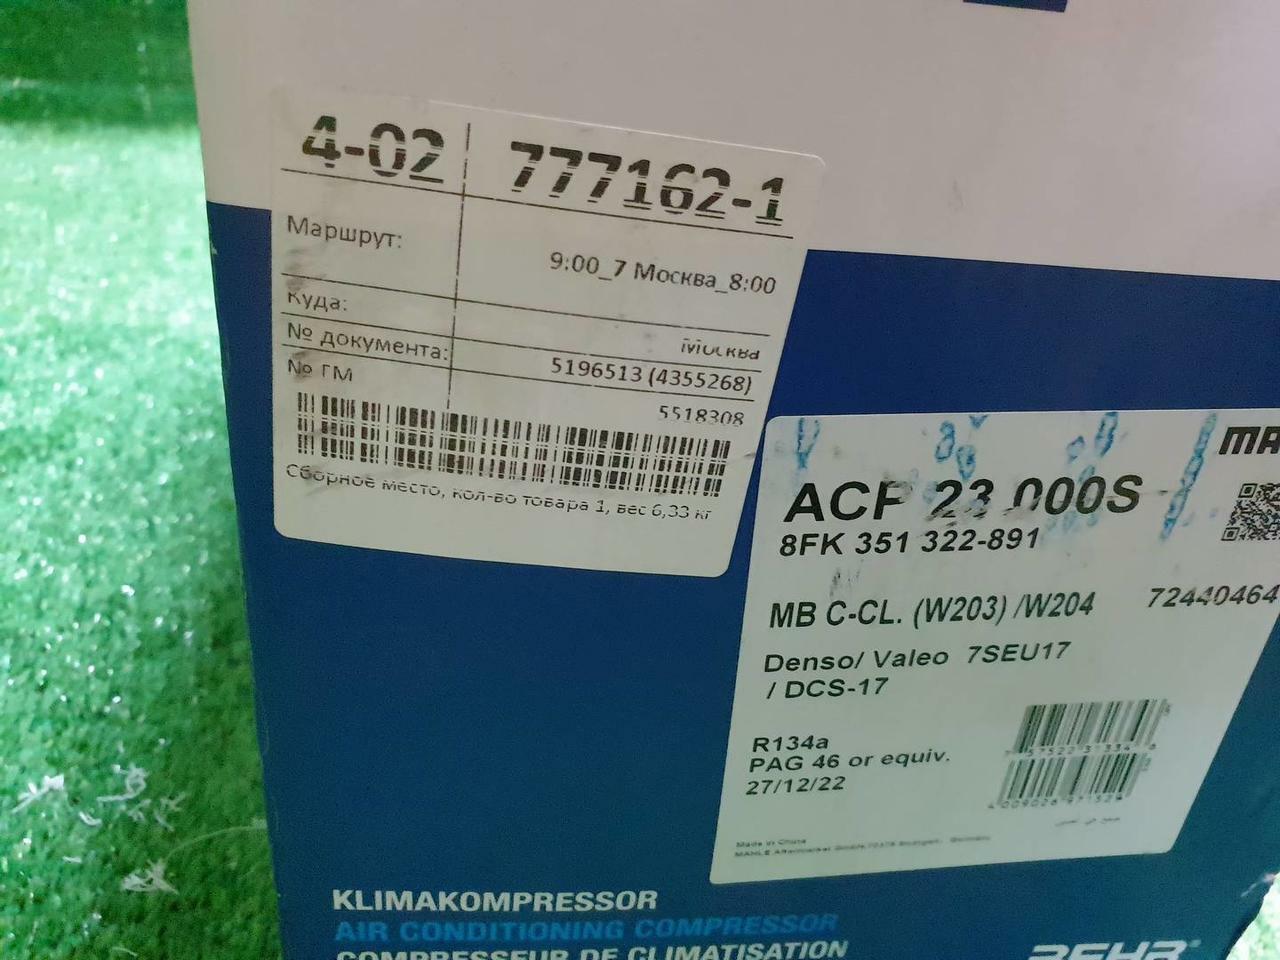 4-02 777162-1
Маршрут: 9:00_7 Москва_8:00
Куда: Москва
№ документа: 5196513 (4355268)
№ ГМ 5518308
Сборное место, кол-во товара 1, вес 6,33 кг
ACP 23 000S
8FK 351 322-891
MB C-CL. (W203) /W204 72440464
Denso/ Valeo 7SEU17
/ DCS-17
R134a
PAG 46 or equiv.
27/12/22
Made in China
KLIMAKOMPRESSOR
AIR CONDITIONING COMPRESSOR
COMPRESSEUR DE CLIMATISATION
BEHR